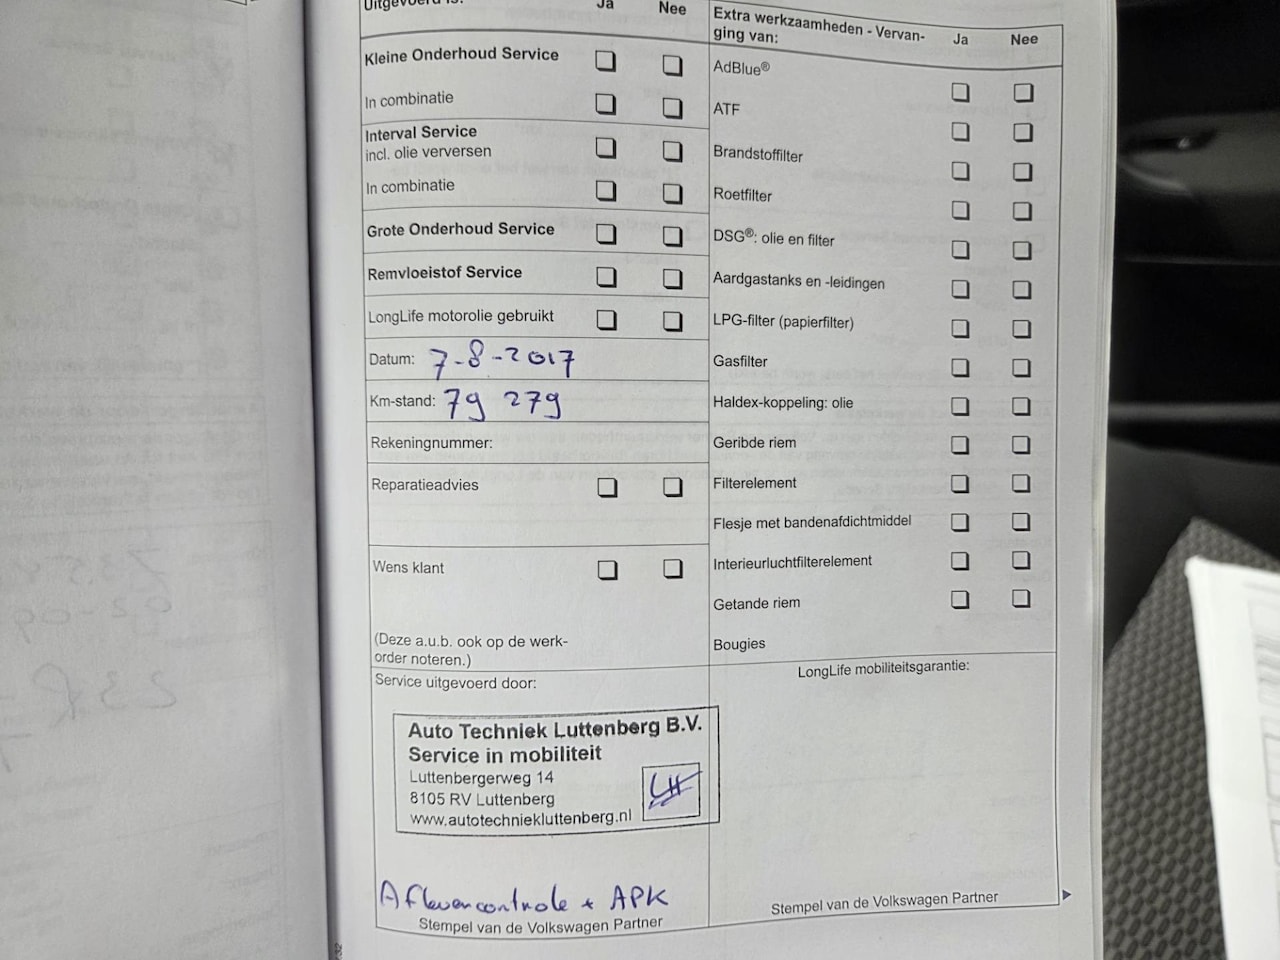 Uitgevoerd is:
Ja
Nee
Kleine Onderhoud Service
In combinatie
Interval Service
incl. olie verversen
In combinatie
Grote Onderhoud Service
Remvloeistof Service
LongLife motorolie gebruikt
Datum: 7-8-2017
Km-stand: 79 279
Rekeningnummer:
Reparatieadvies
Wens klant
(Deze a.u.b. ook op de werk-
order noteren.)
Service uitgevoerd door:
Auto Techniek Luttenberg B.V.
Service in mobiliteit
Luttenbergerweg 14
8105 RV Luttenberg
www.autotechniekluttenberg.nl
Aflevercontrole + APK
Stempel van de Volkswagen Partner
Extra werkzaamheden - Vervan-
ging van:
Ja
Nee
AdBlue®
ATF
Brandstoffilter
Roetfilter
DSG®: olie en filter
Aardgastanks en -leidingen
LPG-filter (papierfilter)
Gasfilter
Haldex-koppeling: olie
Geribde riem
Filterelement
Flesje met bandenafdichtmiddel
Interieurluchtfilterelement
Getande riem
Bougies
LongLife mobiliteitsgarantie:
Stempel van de Volkswagen Partner